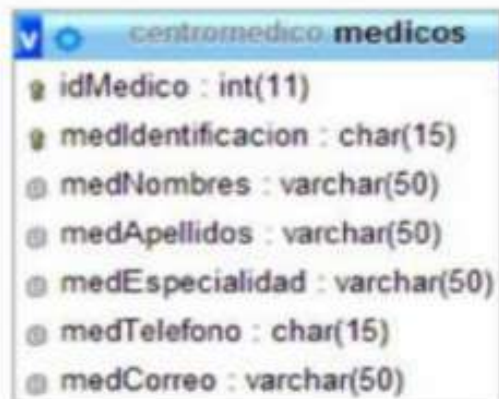 v centromedico medicos
idMedico : int(11)
medIdentificacion : char(15)
medNombres : varchar(50)
medApellidos : varchar(50)
medEspecialidad : varchar(50)
medTelefono : char(15)
medCorreo : varchar(50)